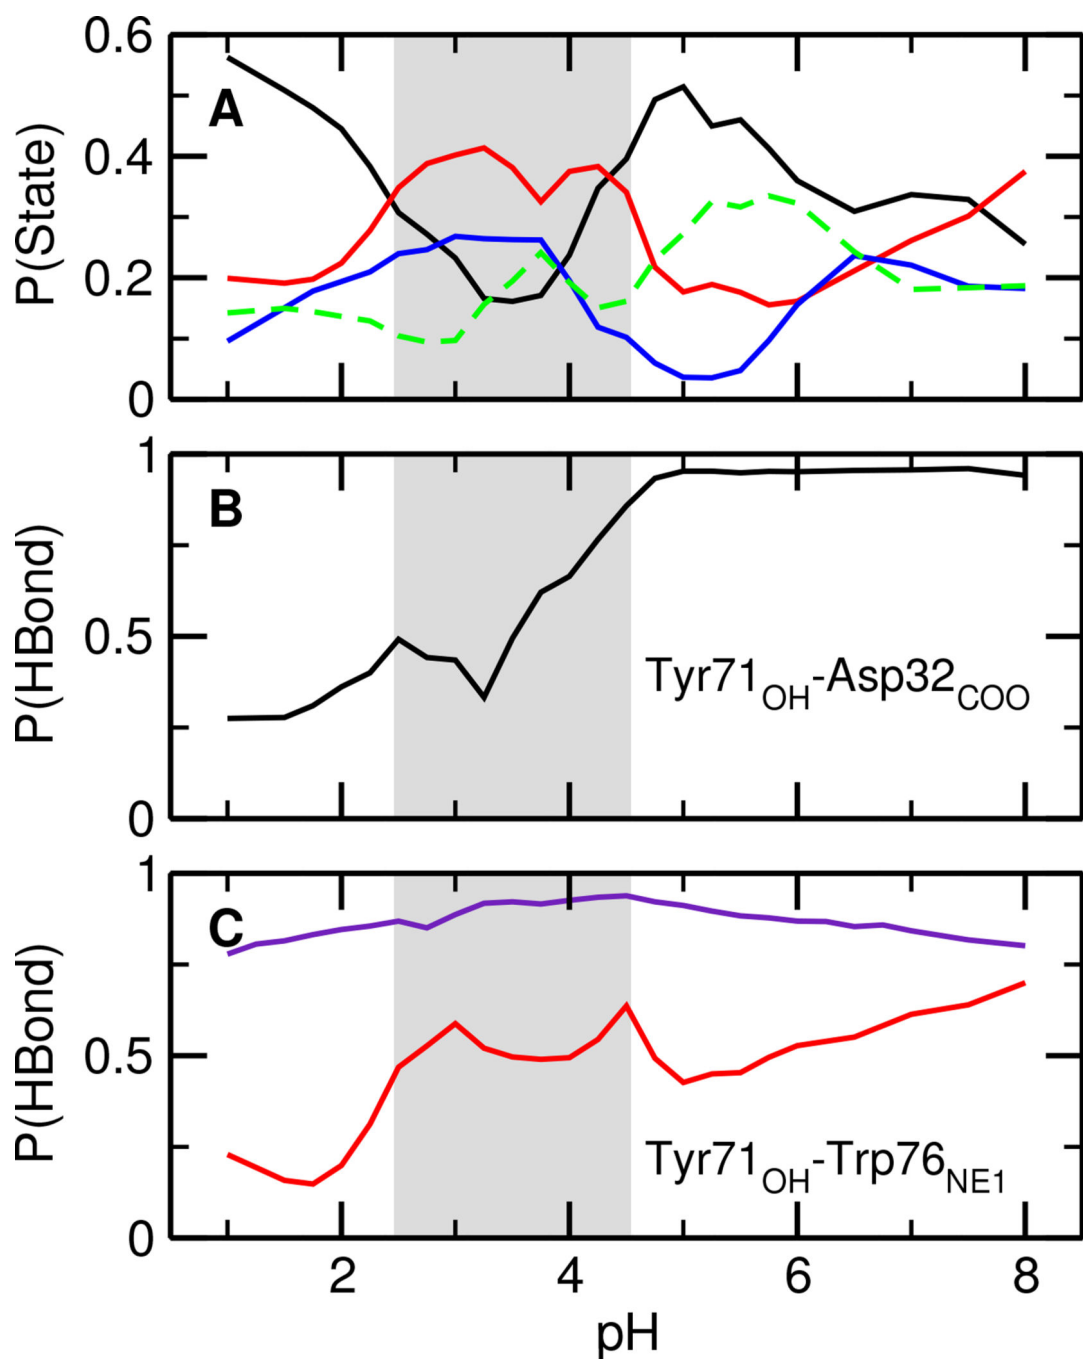 0.6
A
0.4
P(State)
0.2
0
1
B
P(HBond)
0.5
Tyr71OH-Asp32COO
0
1
C
P(HBond)
0.5
Tyr71OH-Trp76NE1
0
2 4 6 8
pH